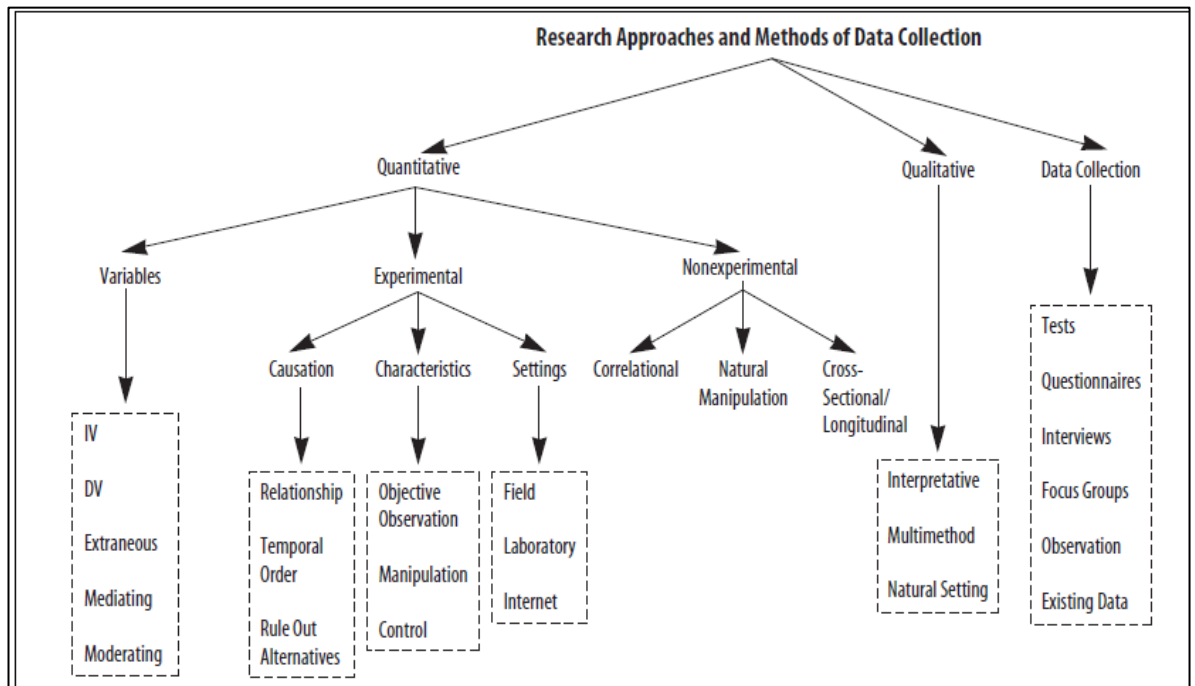 Research Approaches and Methods of Data Collection
Quantitative
Qualitative
Data Collection
Variables
Experimental
Nonexperimental
Causation
Characteristics
Settings
Correlational
Natural
Manipulation
Cross-
Sectional/
Longitudinal
IV
DV
Extraneous
Mediating
Moderating
Relationship
Temporal
Order
Rule Out
Alternatives
Objective
Observation
Manipulation
Control
Field
Laboratory
Internet
Interpretative
Multimethod
Natural Setting
Tests
Questionnaires
Interviews
Focus Groups
Observation
Existing Data